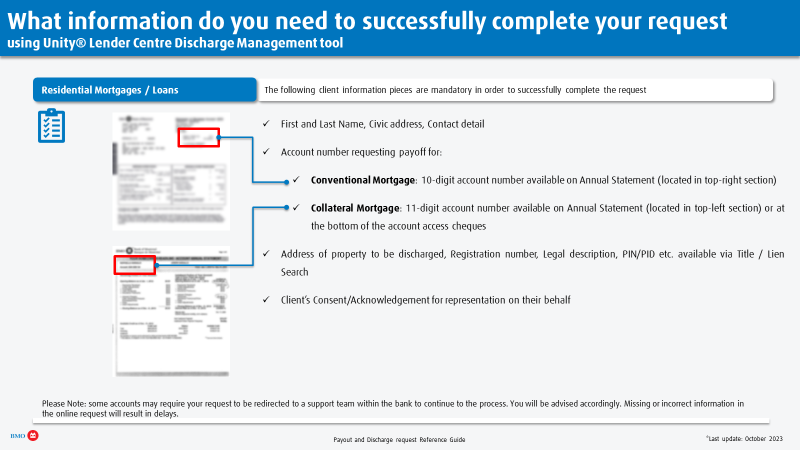 What information do you need to successfully complete your request
using Unity® Lender Centre Discharge Management tool
Residential Mortgages / Loans
The following client information pieces are mandatory in order to successfully complete the request
✓ First and Last Name, Civic address, Contact detail
✓ Account number requesting payoff for:
✓ Conventional Mortgage: 10-digit account number available on Annual Statement (located in top-right section)
✓ Collateral Mortgage: 11-digit account number available on Annual Statement (located in top-left section) or at
the bottom of the account access cheques
✓ Address of property to be discharged, Registration number, Legal description, PIN/PID etc. available via Title / Lien
Search
✓ Client’s Consent/Acknowledgement for representation on their behalf
Please Note: some accounts may require your request to be redirected to a support team within the bank to continue to the process. You will be advised accordingly. Missing or incorrect information in
the online request will result in delays.
BMO
Payout and Discharge request Reference Guide
*Last update: October 2023